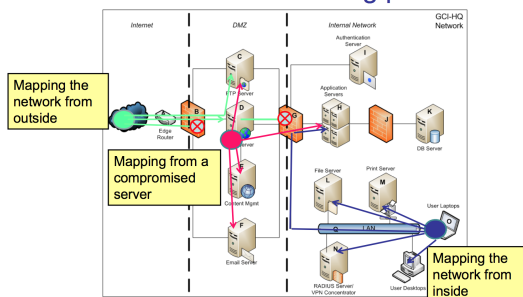 GCI-HQ
Network
Internet
DMZ
Internal Network
Authentication
Server
I
C
FTP Server
Application
Servers
Mapping the
network from
outside
B
D
G
H
J
K
Edge
Router
Server
DB Server
Mapping from a
compromised
server
E
Content Mgmt
File Server
Print Server
L
M
User Laptops
O
F
Email Server
Q
LAN
N
RADIUS Server/
VPN Concentrator
User Desktops
Mapping the
network from
inside